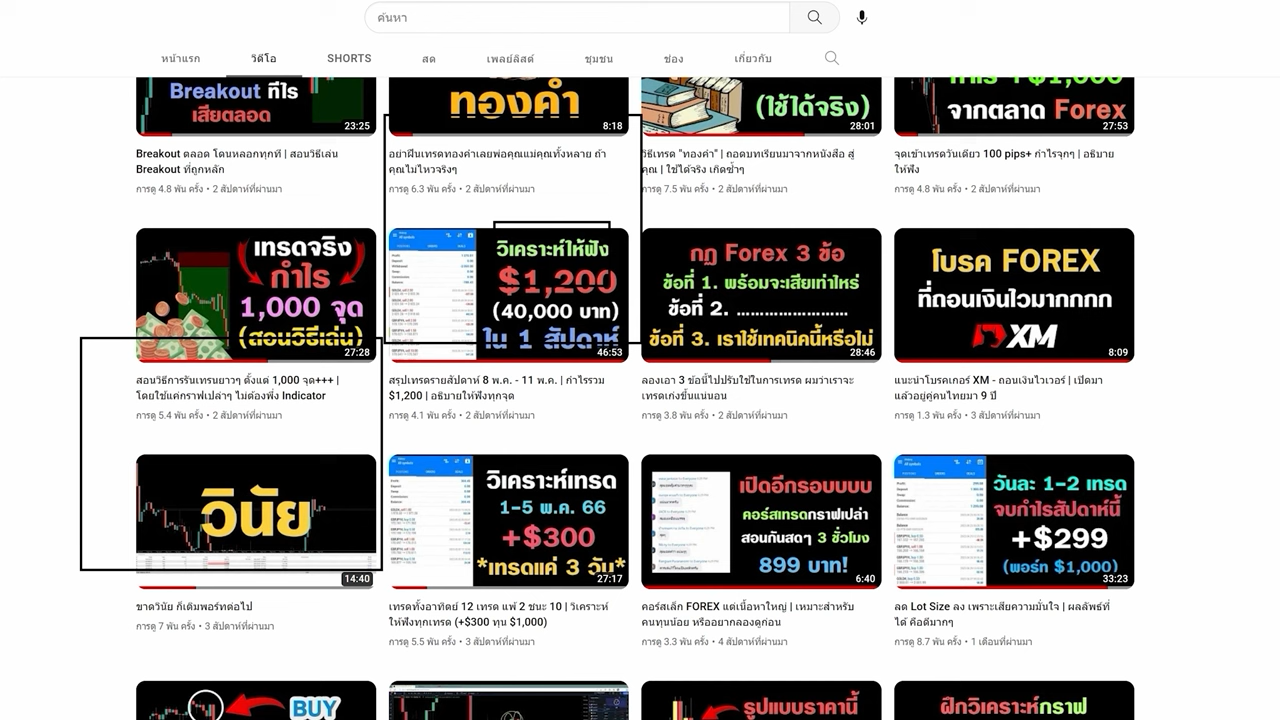 ค้นหา
หน้าแรก
วิดีโอ
SHORTS
สด
เพลย์ลิสต์
ชุมชน
ช่อง
เกี่ยวกับ
Breakout ทีไร
เสียตลอด
23:25
ทองคำ
8:18
(ใช้ได้จริง)
28:01
กำไร +$1,000
จากตลาด Forex
27:53
Breakout ตลอด โดนหลอกทุกที | สอนวิธีเล่น
Breakout ที่ถูกหลัก
การดู 4.8 พัน ครั้ง • 2 สัปดาห์ที่ผ่านมา
อย่าฝืนเทรดทองคำเลยพ่อคุณแม่คุณทั้งหลาย ถ้า
คุณไม่ไหวจริงๆ
การดู 6.3 พัน ครั้ง • 2 สัปดาห์ที่ผ่านมา
วิธีเทรด "ทองคำ" | ถอดบทเรียนมาจากหนังสือ สู่
คุณ | ใช้ได้จริง เกิดซ้ำๆ
การดู 7.5 พัน ครั้ง • 2 สัปดาห์ที่ผ่านมา
จุดเข้าเทรดวันเดียว 100 pips+ กำไรจุกๆ | อธิบาย
ให้ฟัง
การดู 4.8 พัน ครั้ง • 2 สัปดาห์ที่ผ่านมา
เทรดจริง
กำไร
1,000 จุด
(สอนวิธีเล่น)
27:28
วิเคราะห์ให้ฟัง
$1,200
(40,000 บาท)
ใน 1 สัปดาห์
46:53
กฎ Forex 3 ข้อ
ข้อที่ 1. พร้อมจะเสียเท่าไหร่
ข้อที่ 2. ........................
ข้อที่ 3. เราใช้เทคนิคนี้หรือไม่
28:46
โบรค FOREX
ที่ถอนเงินไวมากกกก
XM
8:09
สอนวิธีการรันเทรนยาวๆ ตั้งแต่ 1,000 จุด+++ |
โดยใช้แค่กราฟเปล่าๆ ไม่ต้องพึ่ง Indicator
การดู 5.4 พัน ครั้ง • 2 สัปดาห์ที่ผ่านมา
สรุปเทรดรายสัปดาห์ 8 พ.ค. - 11 พ.ค. | กำไรรวม
$1,200 | อธิบายให้ฟังทุกจุด
การดู 4.1 พัน ครั้ง • 2 สัปดาห์ที่ผ่านมา
ลองเอา 3 ข้อนี้ไปปรับใช้ในการเทรด ผมว่าเราจะ
เทรดเก่งขึ้นแน่นอน
การดู 3.8 พัน ครั้ง • 2 สัปดาห์ที่ผ่านมา
แนะนำโบรคเกอร์ XM - ถอนเงินไวเวอร์ | เปิดมา
แล้วอยู่คู่คนไทยมา 9 ปี
การดู 1.3 พัน ครั้ง • 3 สัปดาห์ที่ผ่านมา
วินัย
14:40
วิเคราะห์เทรด
1-5 พ.ค. 66
+$300
*เทรดแค่ 3 วัน*
27:17
เปิดอีกรอบบบบ
คอร์สเทรดกราฟเปล่า
สอนกันสดๆ 3 ชั่วโมง
899 บาท!
6:40
วันละ 1-2 เทรด
จบกำไรสัปดาห์นี้
+$299
(พอร์ท $1,000)
33:23
ขาดวินัย ก็เติมพอร์ทต่อไป
การดู 7 พัน ครั้ง • 3 สัปดาห์ที่ผ่านมา
เทรดทั้งอาทิตย์ 12 เทรด แพ้ 2 ชนะ 10 | วิเคราะห์
ให้ฟังทุกเทรด (+$300 ทุน $1,000)
การดู 5.5 พัน ครั้ง • 3 สัปดาห์ที่ผ่านมา
คอร์สเล็ก FOREX แต่เนื้อหาใหญ่ | เหมาะสำหรับ
คนทุนน้อย หรืออยากลองดูก่อน
การดู 3.3 พัน ครั้ง • 4 สัปดาห์ที่ผ่านมา
ลด Lot Size ลง เพราะเสียความมั่นใจ | ผลลัพธ์ที่
ได้ คือดีมากๆ
การดู 8.7 พัน ครั้ง • 1 เดือนที่ผ่านมา
BUY
รูปแบบราคานี้
ฝึกวิเคราะห์กราฟ